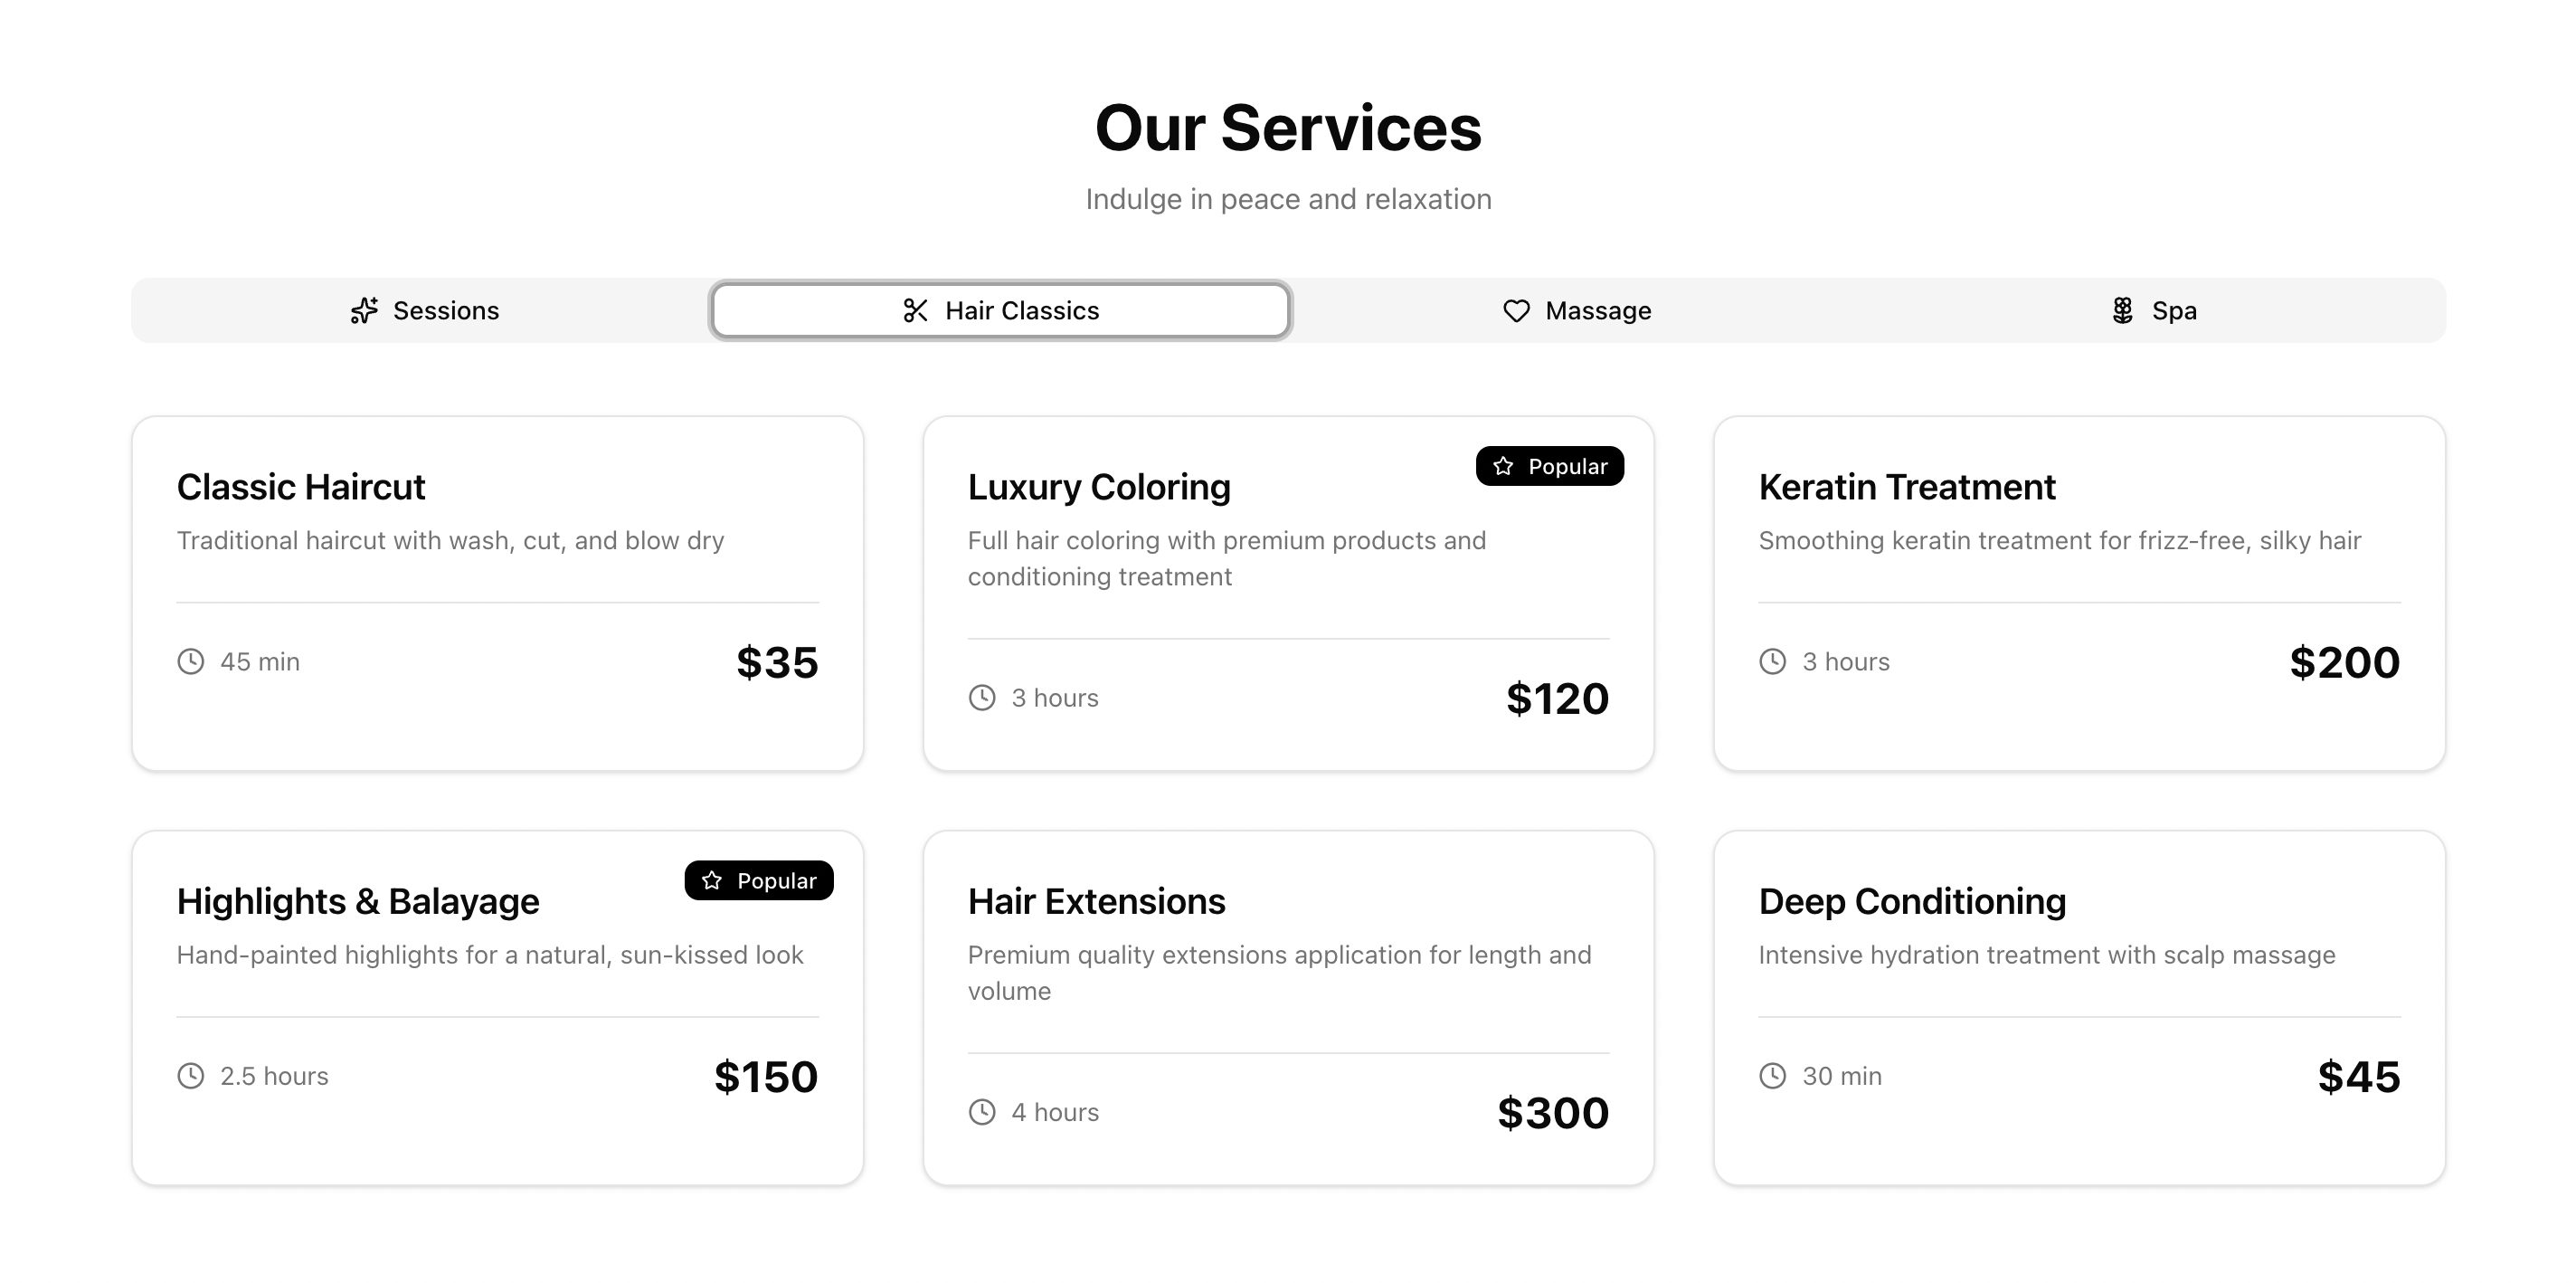 Our Services
Indulge in peace and relaxation
Sessions
Hair Classics
Massage
Spa
Classic Haircut
Traditional haircut with wash, cut, and blow dry
45 min
$35
Popular
Luxury Coloring
Full hair coloring with premium products and
conditioning treatment
3 hours
$120
Keratin Treatment
Smoothing keratin treatment for frizz-free, silky hair
3 hours
$200
Popular
Highlights & Balayage
Hand-painted highlights for a natural, sun-kissed look
2.5 hours
$150
Hair Extensions
Premium quality extensions application for length and
volume
4 hours
$300
Deep Conditioning
Intensive hydration treatment with scalp massage
30 min
$45